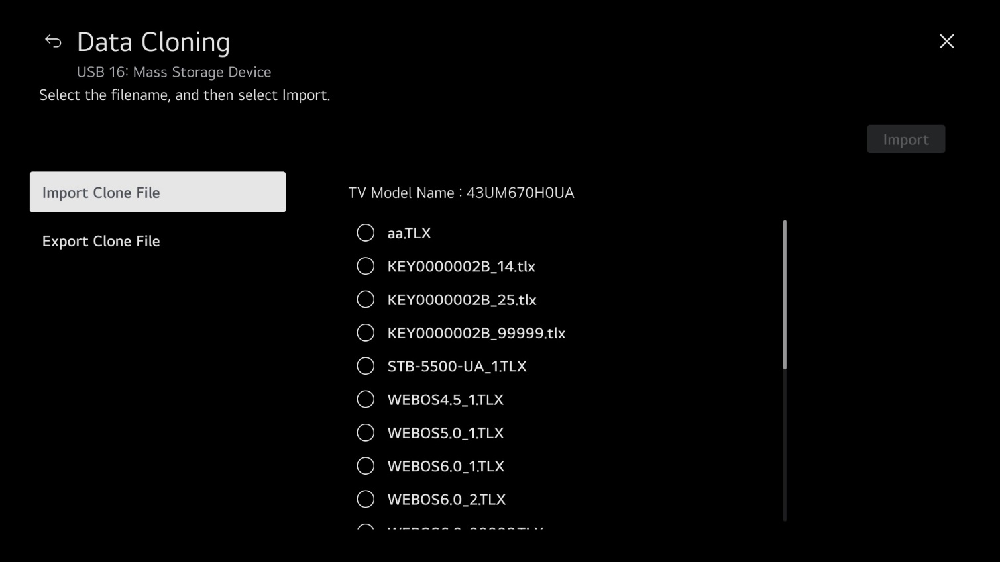 Data Cloning
USB 16: Mass Storage Device
Select the filename, and then select Import.
Import
Import Clone File
Export Clone File
TV Model Name : 43UM670H0UA
aa.TLX
KEY0000002B_14.tlx
KEY0000002B_25.tlx
KEY0000002B_99999.tlx
STB-5500-UA_1.TLX
WEBOS4.5_1.TLX
WEBOS5.0_1.TLX
WEBOS6.0_1.TLX
WEBOS6.0_2.TLX